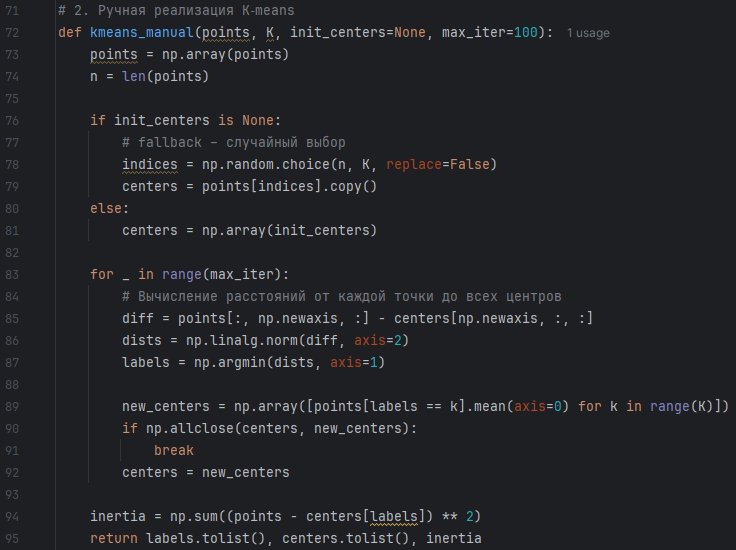 71 # 2. Ручная реализация K-means
72 def kmeans_manual(points, K, init_centers=None, max_iter=100): 1 usage
73 points = np.array(points)
74 n = len(points)
75
76 if init_centers is None:
77 # fallback – случайный выбор
78 indices = np.random.choice(n, K, replace=False)
79 centers = points[indices].copy()
80 else:
81 centers = np.array(init_centers)
82
83 for _ in range(max_iter):
84 # Вычисление расстояний от каждой точки до всех центров
85 diff = points[:, np.newaxis, :] - centers[np.newaxis, :, :]
86 dists = np.linalg.norm(diff, axis=2)
87 labels = np.argmin(dists, axis=1)
88
89 new_centers = np.array([points[labels == k].mean(axis=0) for k in range(K)])
90 if np.allclose(centers, new_centers):
91 break
92 centers = new_centers
93
94 inertia = np.sum((points - centers[labels]) ** 2)
95 return labels.tolist(), centers.tolist(), inertia